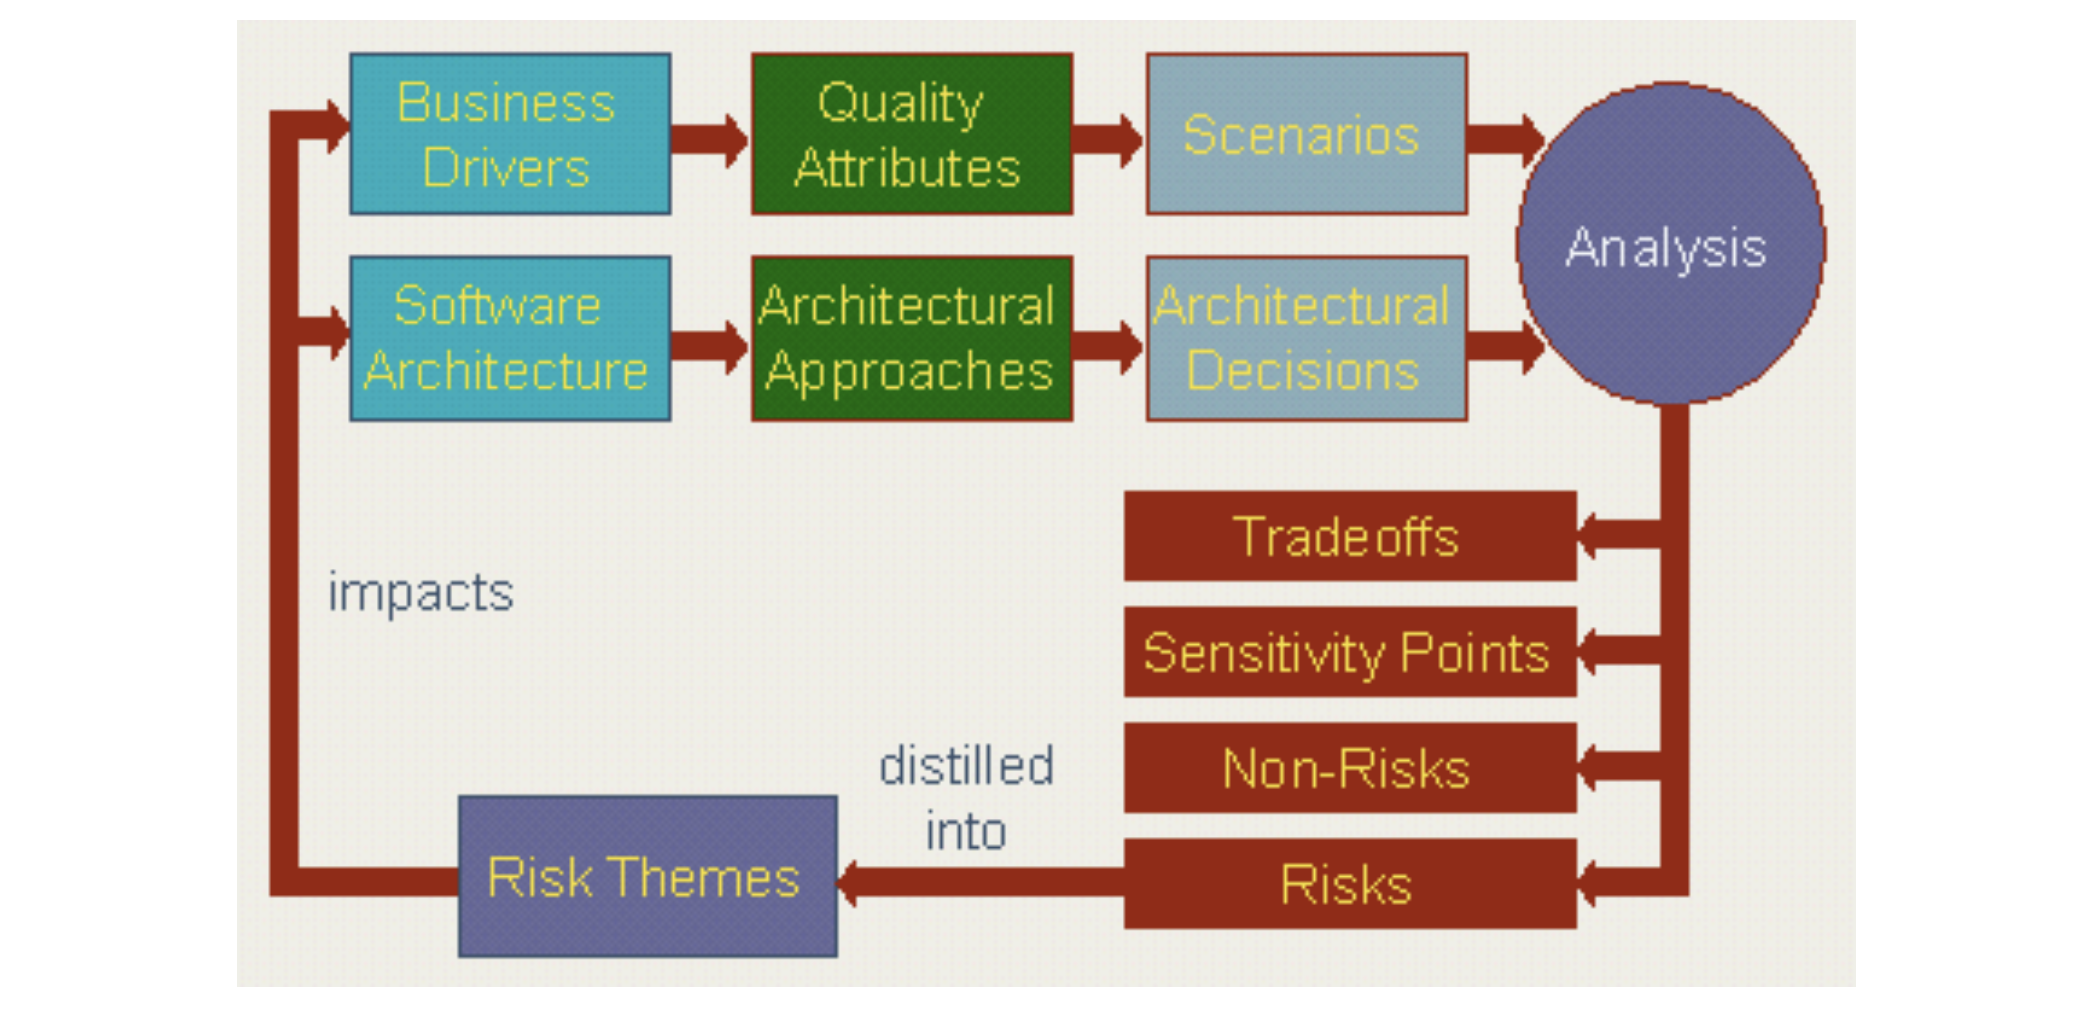 Business
Drivers
Quality
Attributes
Scenarios
Analysis
Software
Architecture
Architectural
Approaches
Architectural
Decisions
Tradeoffs
Sensitivity Points
Non-Risks
Risks
impacts
distilled
into
Risk Themes